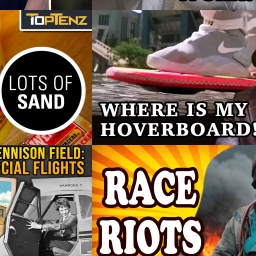 TOPTENZ
LOTS OF
SAND
WHERE IS MY
HOVERBOARD!
ENNISON FIELD:
CIAL FLIGHTS
RACE
RIOTS